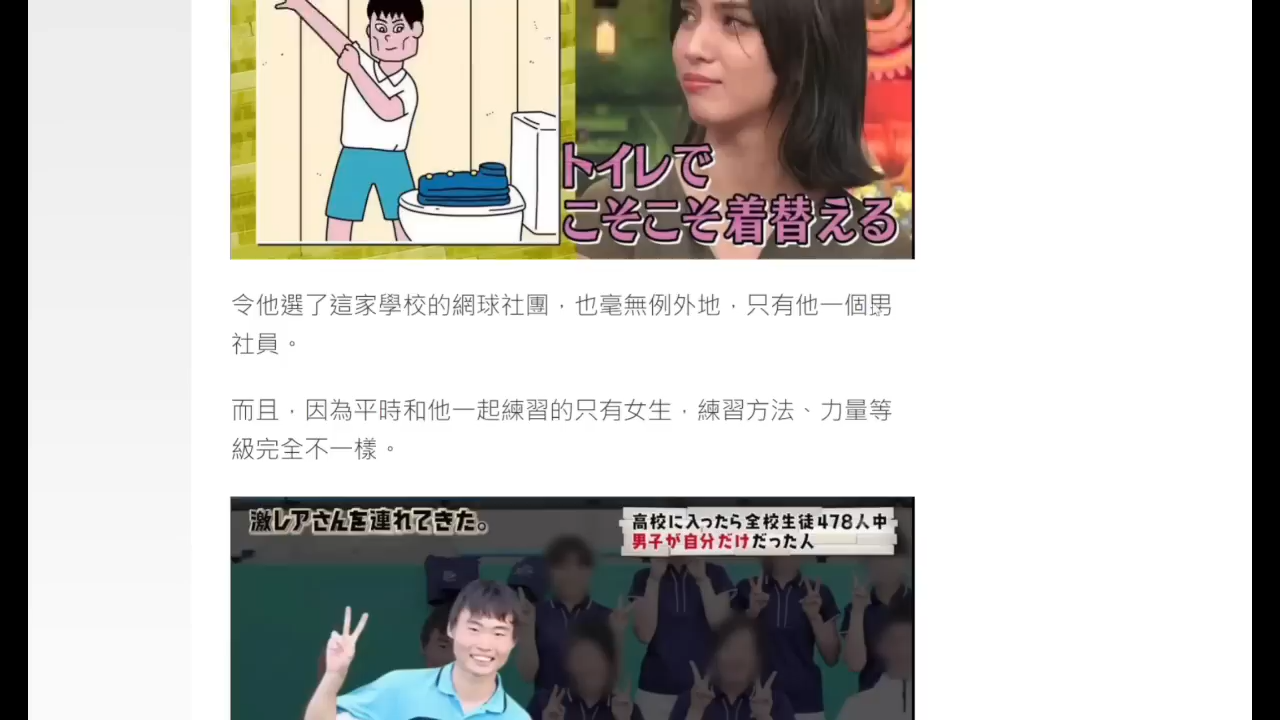 トイレで
こそこそ着替える
令他選了這家學校的網球社團，也毫無例外地，只有他一個男
社員。
而且，因為平時和他一起練習的只有女生，練習方法、力量等
級完全不一樣。
激レアさんを連れてきた。
高校に入ったら全校生徒478人中
男子が自分だけだった人